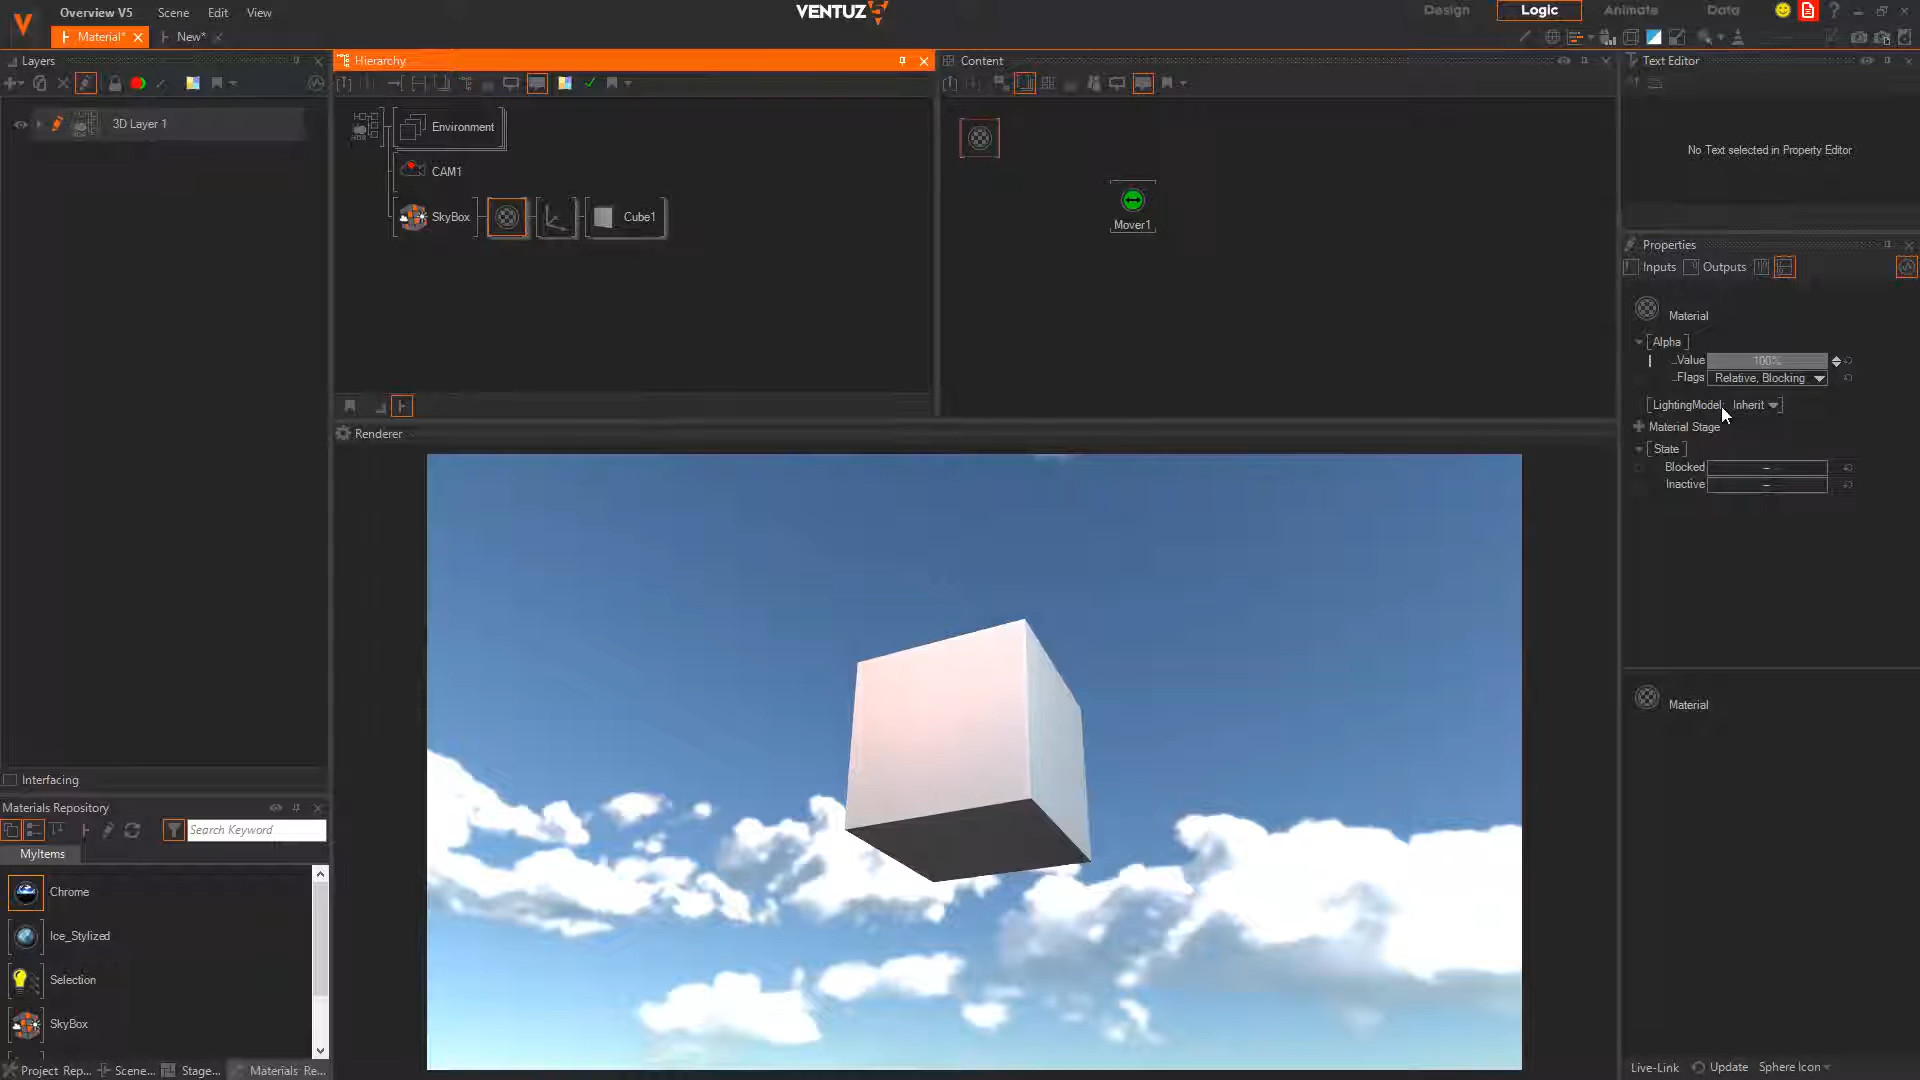 Overview V5 Scene Edit View
VENTUZ
Design Logic Animate Data
Material* New*
Layers
3D Layer 1
Interfacing
Hierarchy
Environment
CAM1
SkyBox Cube1
Content
Mover1
Text Editor
No Text selected in Property Editor
Properties
Inputs Outputs
Material
Alpha
..Value 100%
..Flags Relative, Blocking
LightingModel: Inherit
Material Stage
State
Blocked –
Inactive –
Material
Live-Link Update Sphere Icon
Renderer
Materials Repository
Search Keyword
MyItems
Chrome
Ice_Stylized
Selection
SkyBox
Project Rep... Scene... Stage... Materials Re...